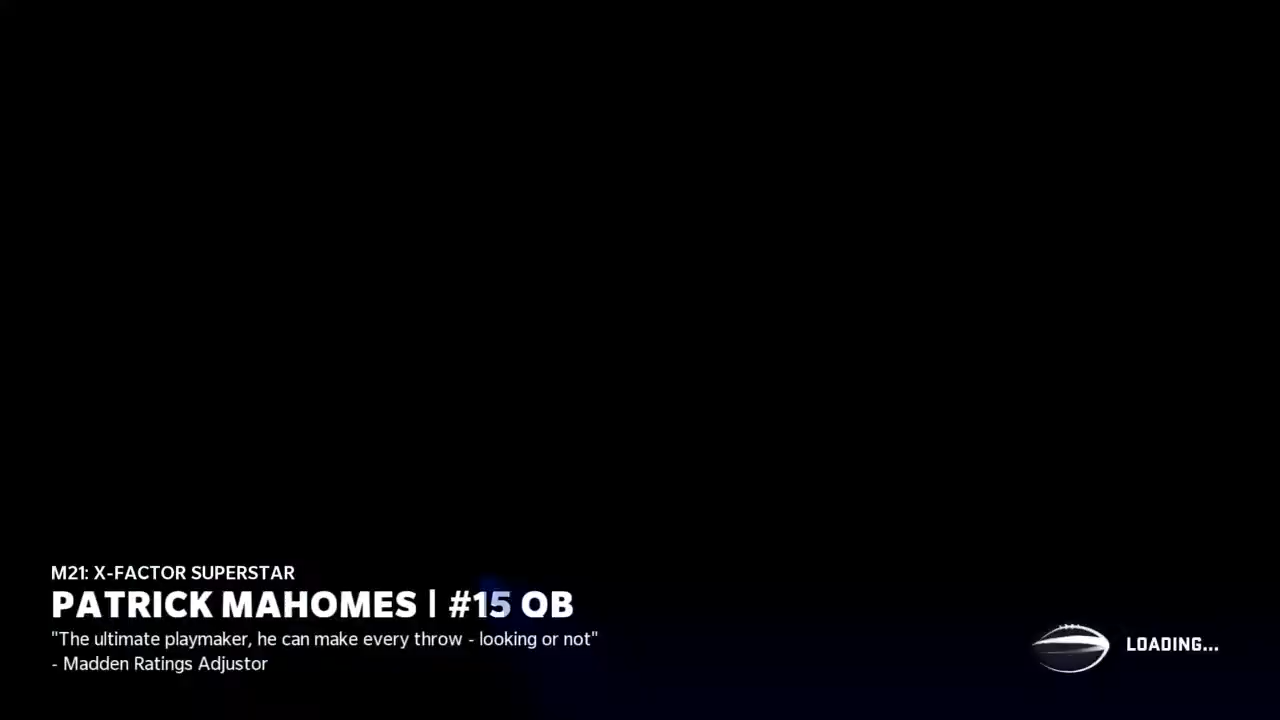 M21: X-FACTOR SUPERSTAR
PATRICK MAHOMES | #15 QB
"The ultimate playmaker, he can make every throw - looking or not"
- Madden Ratings Adjustor
LOADING...